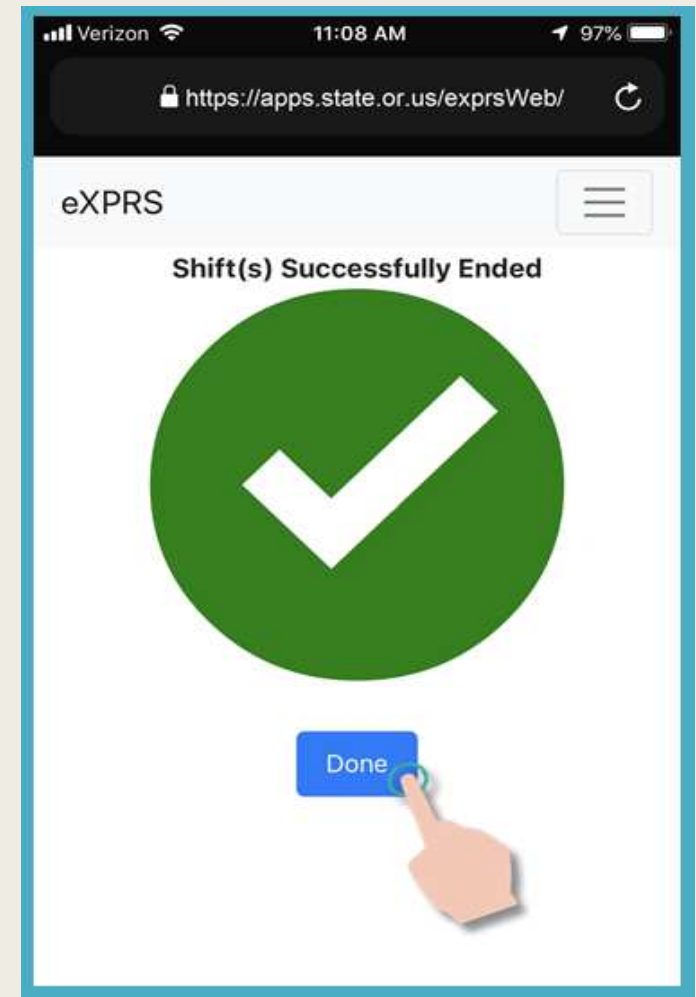 Verizon 11:08 AM 97%
https://apps.state.or.us/exprsWeb/
eXPRS
Shift(s) Successfully Ended
Done